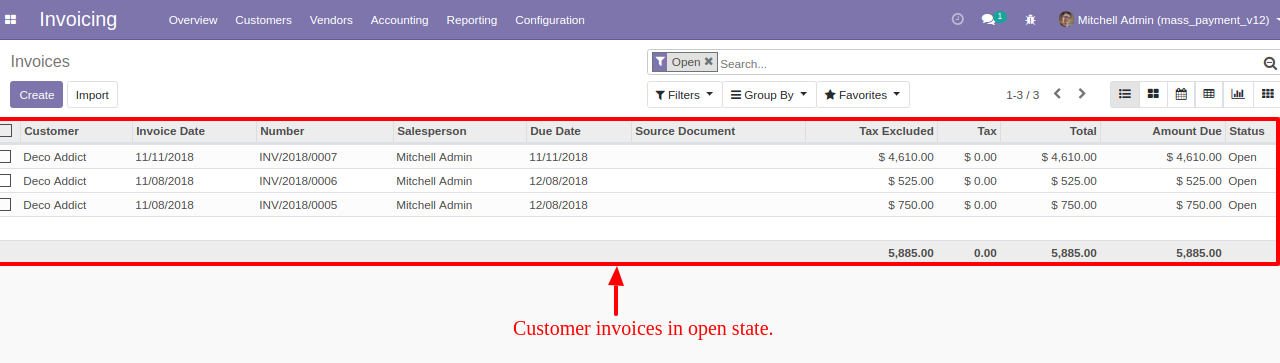 Invoicing Overview Customers Vendors Accounting Reporting Configuration 1 Mitchell Admin (mass_payment_v12)
Invoices Open Search...
Create Import Filters Group By Favorites 1-3 / 3
Customer Invoice Date Number Salesperson Due Date Source Document Tax Excluded Tax Total Amount Due Status
Deco Addict 11/11/2018 INV/2018/0007 Mitchell Admin 11/11/2018 $ 4,610.00 $ 0.00 $ 4,610.00 $ 4,610.00 Open
Deco Addict 11/08/2018 INV/2018/0006 Mitchell Admin 12/08/2018 $ 525.00 $ 0.00 $ 525.00 $ 525.00 Open
Deco Addict 11/08/2018 INV/2018/0005 Mitchell Admin 12/08/2018 $ 750.00 $ 0.00 $ 750.00 $ 750.00 Open
5,885.00 0.00 5,885.00 5,885.00
Customer invoices in open state.